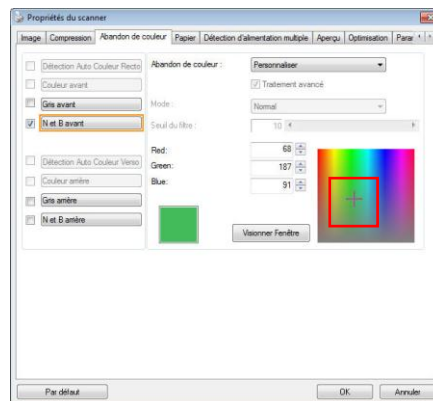 Propriétés du scanner
Image Compression Abandon de couleur Papier Détection d'alimentation multiple Aperçu Optimisation Parar
Détection Auto Couleur Recto
Couleur avant
Gris avant
N et B avant
Détection Auto Couleur Verso
Couleur arrière
Gris arrière
N et B arrière
Abandon de couleur : Personnaliser
Traitement avancé
Mode : Normal
Seuil du filtre : 10
Red: 68
Green: 187
Blue: 91
Visionner Fenêtre
Par défaut OK Annuler